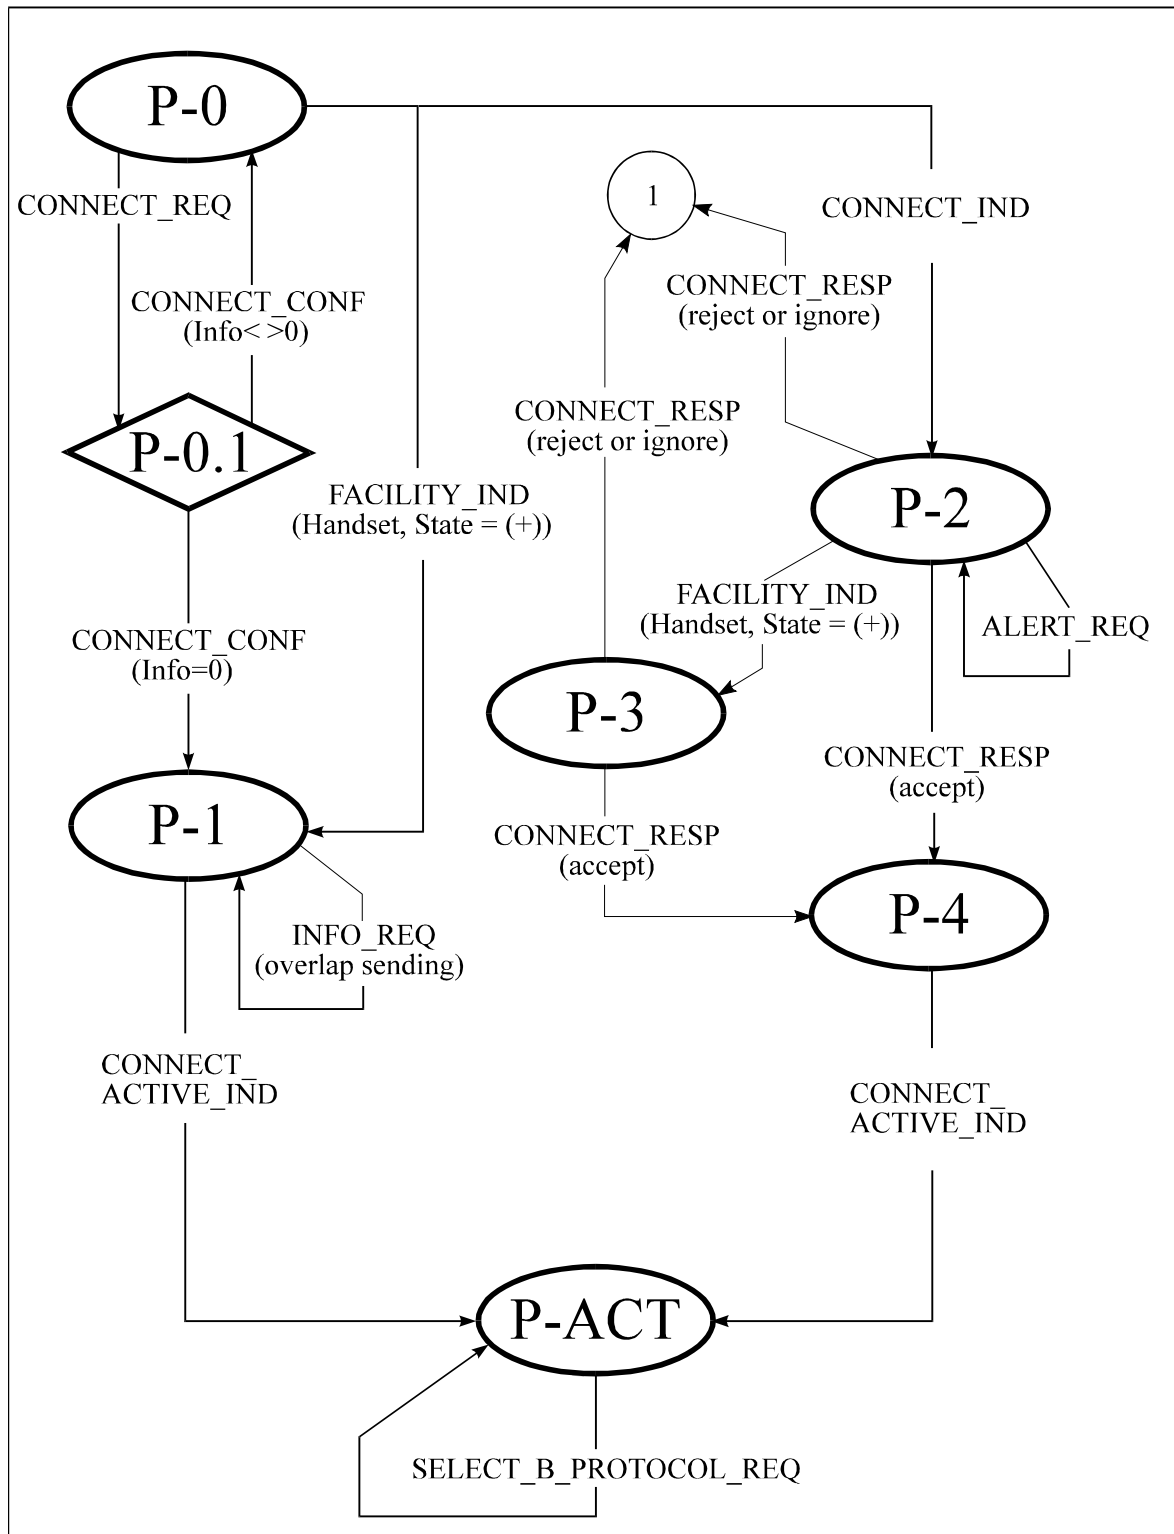 P-0
CONNECT_REQ
CONNECT_CONF
(Info< >0)
P-0.1
FACILITY_IND
(Handset, State = (+))
CONNECT_CONF
(Info=0)
P-1
INFO_REQ
(overlap sending)
CONNECT_
ACTIVE_IND
1
CONNECT_IND
CONNECT_RESP
(reject or ignore)
CONNECT_RESP
(reject or ignore)
P-2
FACILITY_IND
(Handset, State = (+))
ALERT_REQ
P-3
CONNECT_RESP
(accept)
CONNECT_RESP
(accept)
P-4
CONNECT_
ACTIVE_IND
P-ACT
SELECT_B_PROTOCOL_REQ